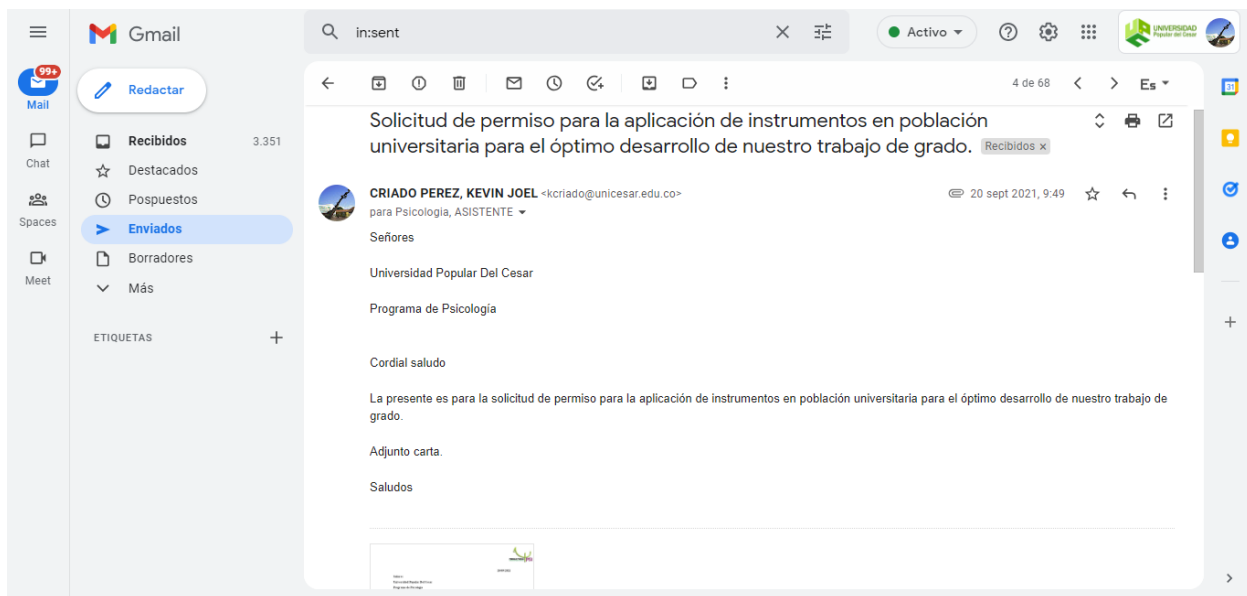 Gmail
in:sent
Activo
UNIVERSIDAD
Popular del Cesar
99+
Mail
Chat
Spaces
Meet
Redactar
Recibidos 3.351
Destacados
Pospuestos
Enviados
Borradores
Más
ETIQUETAS
4 de 68
Es
31
Solicitud de permiso para la aplicación de instrumentos en población
universitaria para el óptimo desarrollo de nuestro trabajo de grado. Recibidos x
CRIADO PEREZ, KEVIN JOEL <kcriado@unicesar.edu.co>
20 sept 2021, 9:49
para Psicologia, ASISTENTE
Señores
Universidad Popular Del Cesar
Programa de Psicología
Cordial saludo
La presente es para la solicitud de permiso para la aplicación de instrumentos en población universitaria para el óptimo desarrollo de nuestro trabajo de
grado.
Adjunto carta.
Saludos